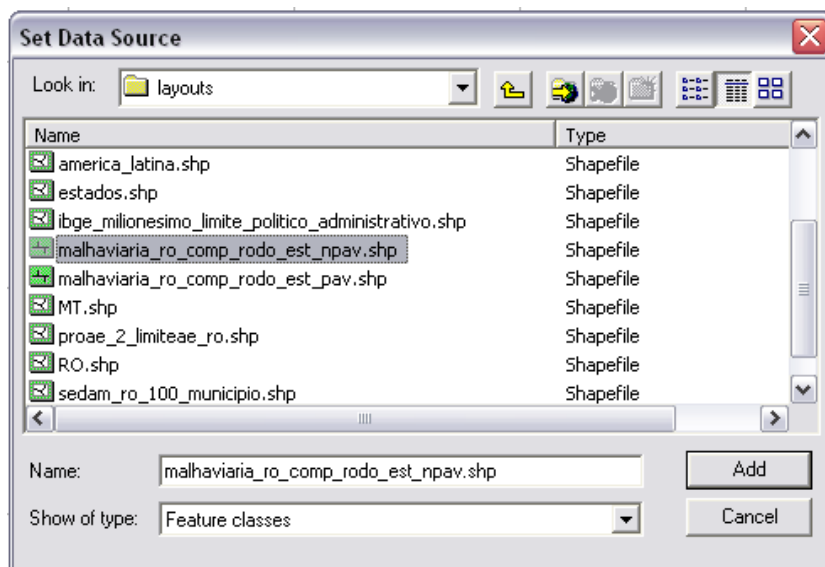 Set Data Source
Look in: layouts
Name Type
america_latina.shp Shapefile
estados.shp Shapefile
ibge_milionesimo_limite_politico_administrativo.shp Shapefile
malhaviaria_ro_comp_rodo_est_npav.shp Shapefile
malhaviaria_ro_comp_rodo_est_pav.shp Shapefile
MT.shp Shapefile
proae_2_limiteae_ro.shp Shapefile
RO.shp Shapefile
sedam_ro_100_municipio.shp Shapefile
Name: malhaviaria_ro_comp_rodo_est_npav.shp Add
Show of type: Feature classes Cancel